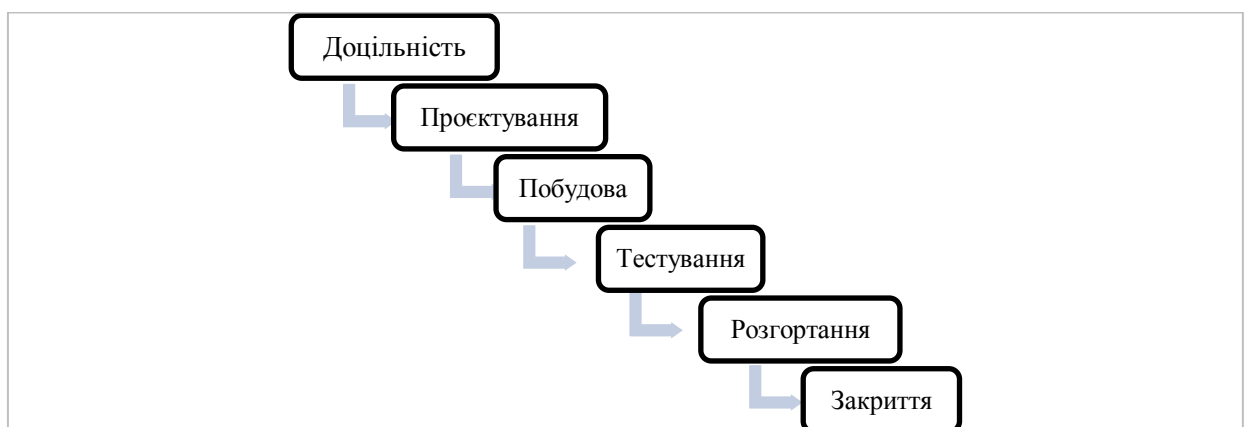 Доцільність
Проєктування
Побудова
Тестування
Розгортання
Закриття